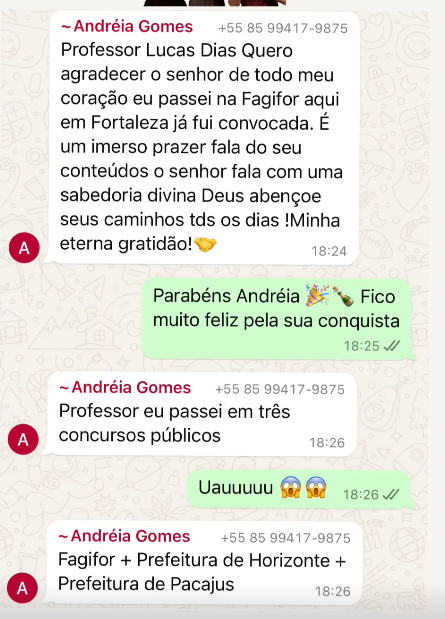 ~Andréia Gomes +55 85 99417-9875
Professor Lucas Dias Quero
agradecer o senhor de todo meu
coração eu passei na Fagifor aqui
em Fortaleza já fui convocada. É
um imerso prazer fala do seu
conteúdos o senhor fala com uma
sabedoria divina Deus abençoe
seus caminhos tds os dias !Minha
eterna gratidão!🤝
A
18:24
Parabéns Andréia 🎉🍾 Fico
muito feliz pela sua conquista
18:25
~Andréia Gomes +55 85 99417-9875
Professor eu passei em três
concursos públicos
A
18:26
Uauuuuu 😱😱 18:26
~Andréia Gomes +55 85 99417-9875
Fagifor + Prefeitura de Horizonte +
Prefeitura de Pacajus
A
18:26